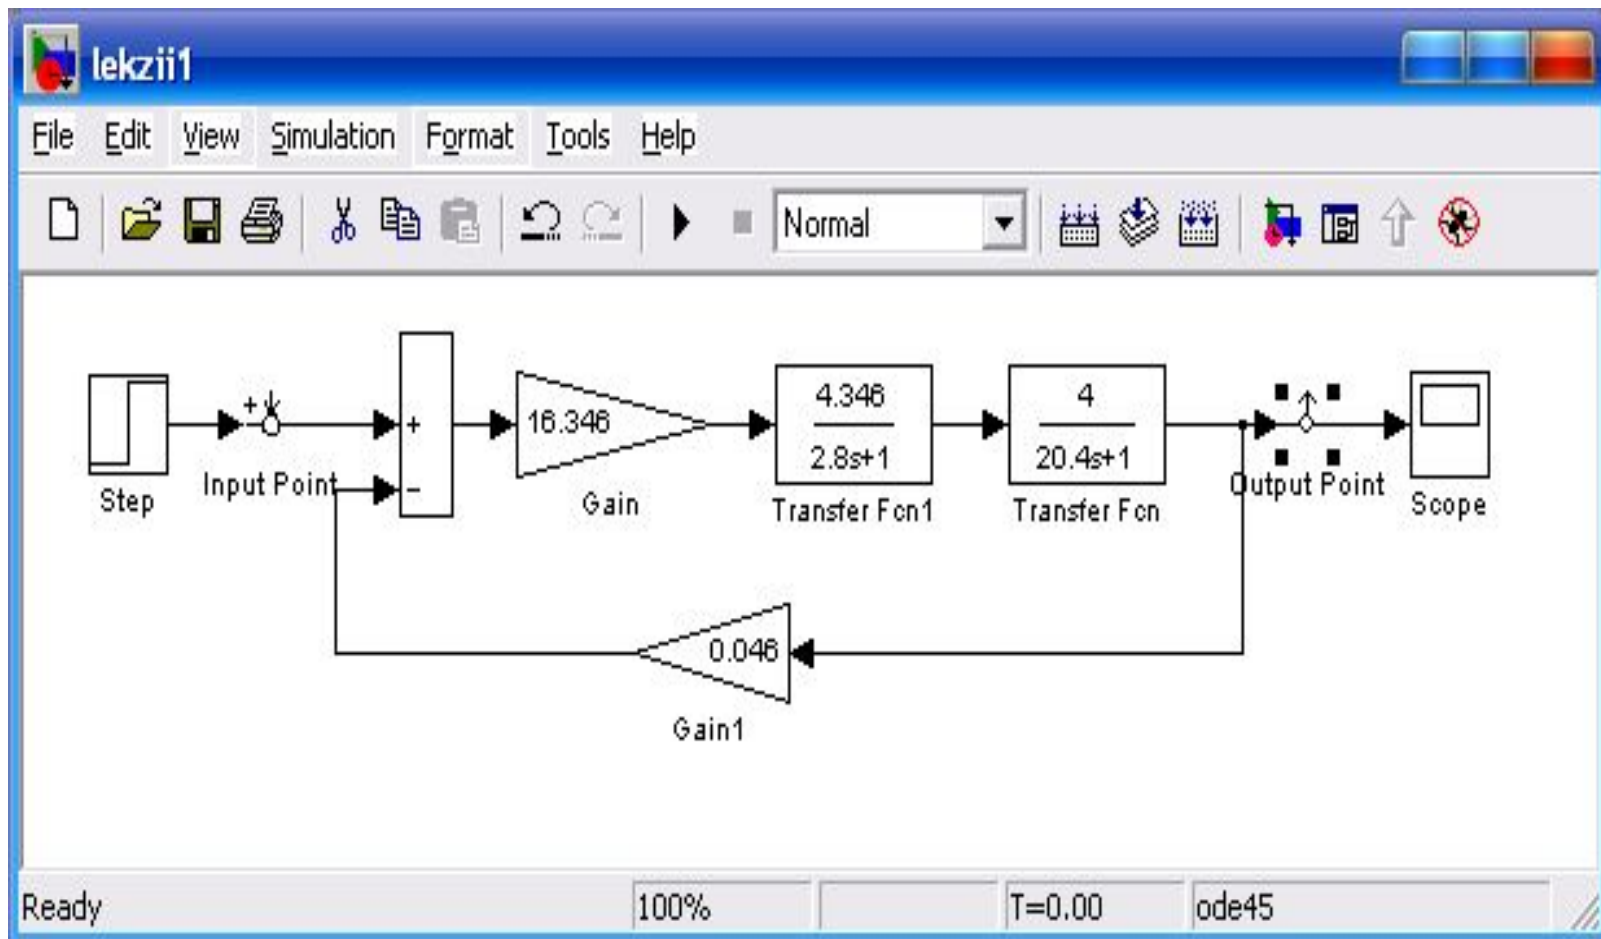 lekzii1
File Edit View Simulation Format Tools Help
Normal
+
+
16.346
4.346
2.8s+1
4
20.4s+1
−
Step
Input Point
Gain
Transfer Fcn1
Transfer Fcn
Output Point
Scope
0.046
Gain1
Ready 100% T=0.00 ode45